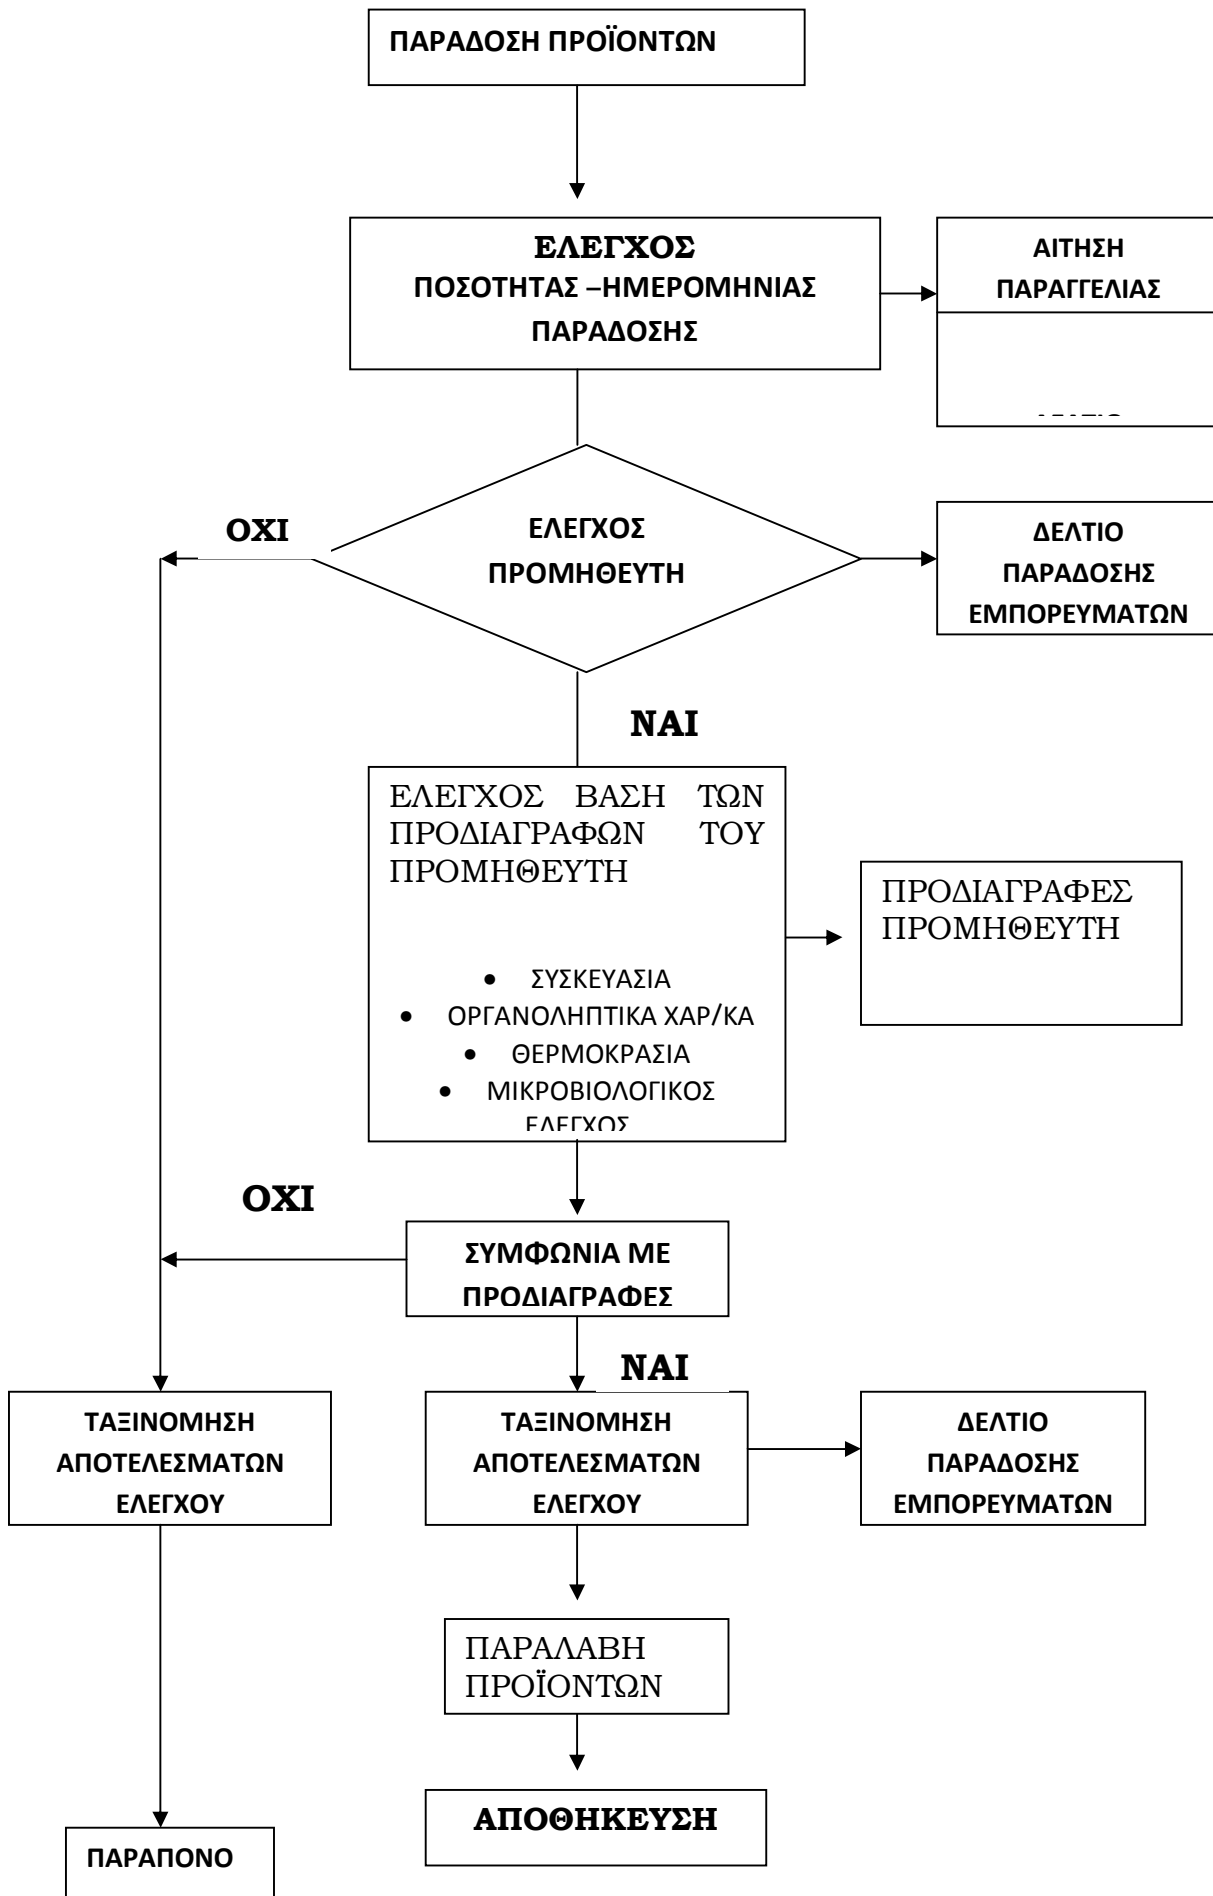 ΠΑΡΑΔΟΣΗ ΠΡΟΪΟΝΤΩΝ
ΕΛΕΓΧΟΣ
ΠΟΣΟΤΗΤΑΣ –ΗΜΕΡΟΜΗΝΙΑΣ
ΠΑΡΑΔΟΣΗΣ
ΑΙΤΗΣΗ
ΠΑΡΑΓΓΕΛΙΑΣ
ΟΧΙ
ΕΛΕΓΧΟΣ
ΠΡΟΜΗΘΕΥΤΗ
ΔΕΛΤΙΟ
ΠΑΡΑΔΟΣΗΣ
ΕΜΠΟΡΕΥΜΑΤΩΝ
ΝΑΙ
ΕΛΕΓΧΟΣ ΒΑΣΗ ΤΩΝ
ΠΡΟΔΙΑΓΡΑΦΩΝ ΤΟΥ
ΠΡΟΜΗΘΕΥΤΗ
• ΣΥΣΚΕΥΑΣΙΑ
• ΟΡΓΑΝΟΛΗΠΤΙΚΑ ΧΑΡ/ΚΑ
• ΘΕΡΜΟΚΡΑΣΙΑ
• ΜΙΚΡΟΒΙΟΛΟΓΙΚΟΣ
ΕΛΕΓΧΟΣ
ΠΡΟΔΙΑΓΡΑΦΕΣ
ΠΡΟΜΗΘΕΥΤΗ
ΟΧΙ
ΣΥΜΦΩΝΙΑ ΜΕ
ΠΡΟΔΙΑΓΡΑΦΕΣ
ΝΑΙ
ΤΑΞΙΝΟΜΗΣΗ
ΑΠΟΤΕΛΕΣΜΑΤΩΝ
ΕΛΕΓΧΟΥ
ΤΑΞΙΝΟΜΗΣΗ
ΑΠΟΤΕΛΕΣΜΑΤΩΝ
ΕΛΕΓΧΟΥ
ΔΕΛΤΙΟ
ΠΑΡΑΔΟΣΗΣ
ΕΜΠΟΡΕΥΜΑΤΩΝ
ΠΑΡΑΛΑΒΗ
ΠΡΟΪΟΝΤΩΝ
ΑΠΟΘΗΚΕΥΣΗ
ΠΑΡΑΠΟΝΟ